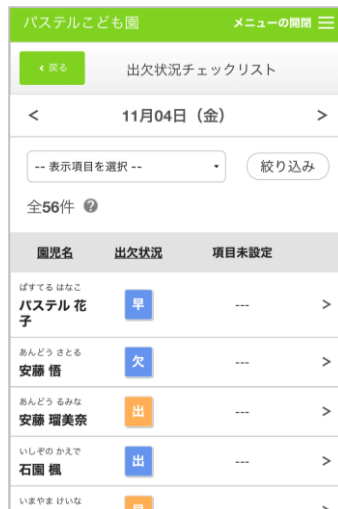 パステルこども園 メニューの開閉
戻る 出欠状況チェックリスト
< 11月04日（金） >
-- 表示項目を選択 -- 絞り込み
全56件 ?
園児名 出欠状況 項目未設定
ぱすてる はなこ
パステル 花 早 --- >
子
あんどう さとる
安藤 悟 欠 --- >
あんどう るみな
安藤 瑠美奈 出 --- >
いしぞの かえで
石園 楓 出 --- >
いまやま けいな
早